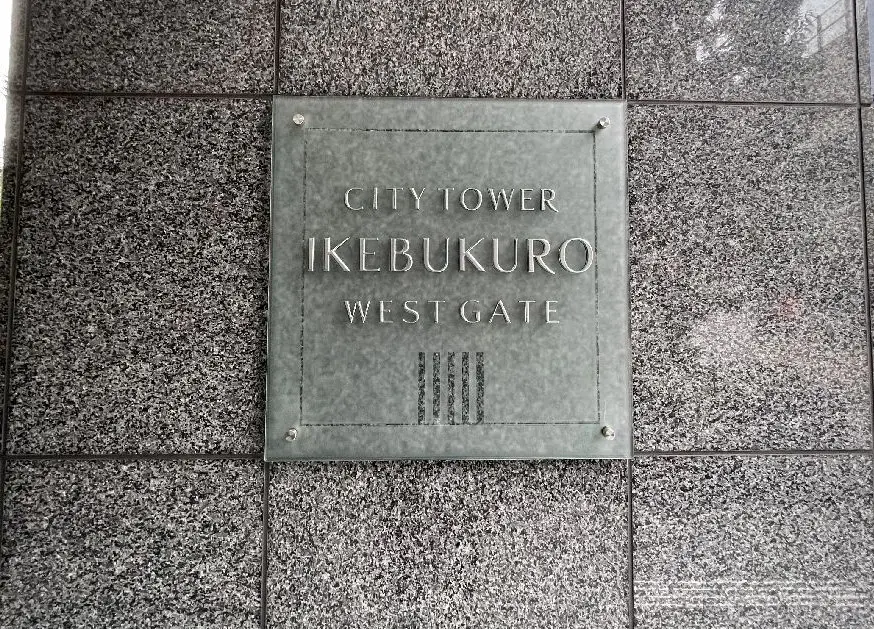 CITY TOWER
IKEBUKURO
WEST GATE